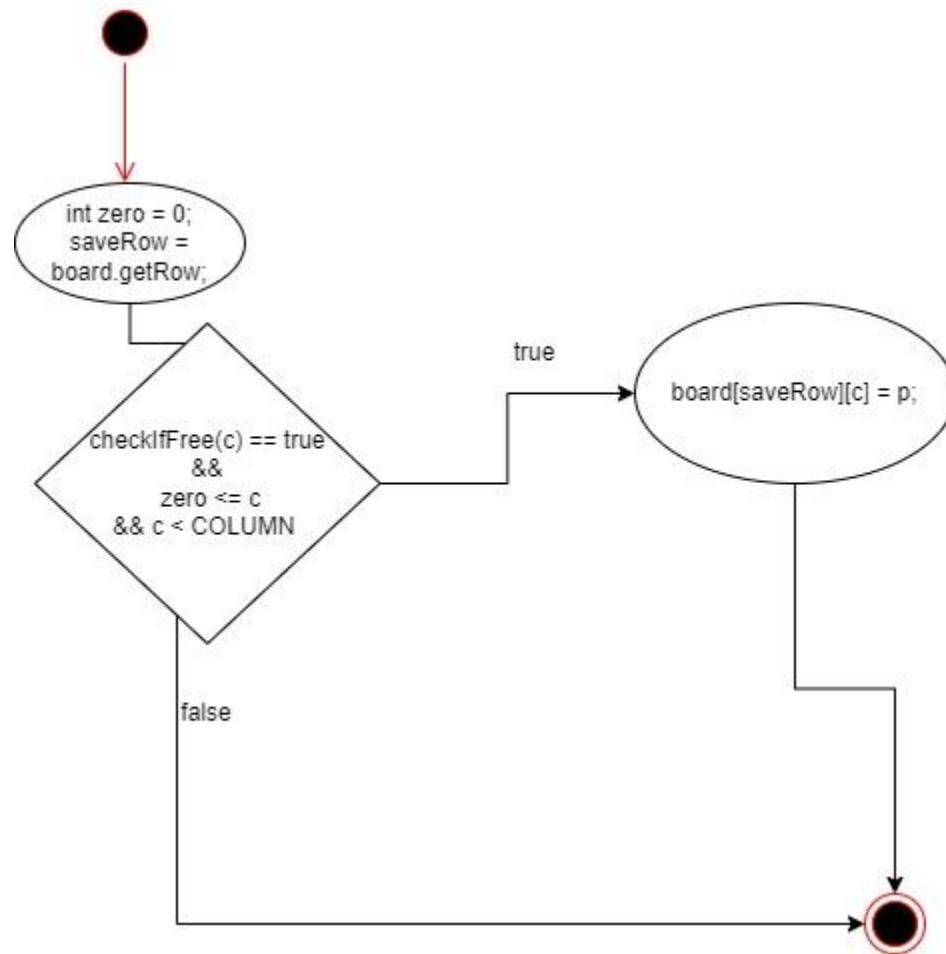 int zero = 0;
saveRow =
board.getRow;
true
checkIfFree(c) == true
&&
zero <= c
&& c < COLUMN
board[saveRow][c] = p;
false